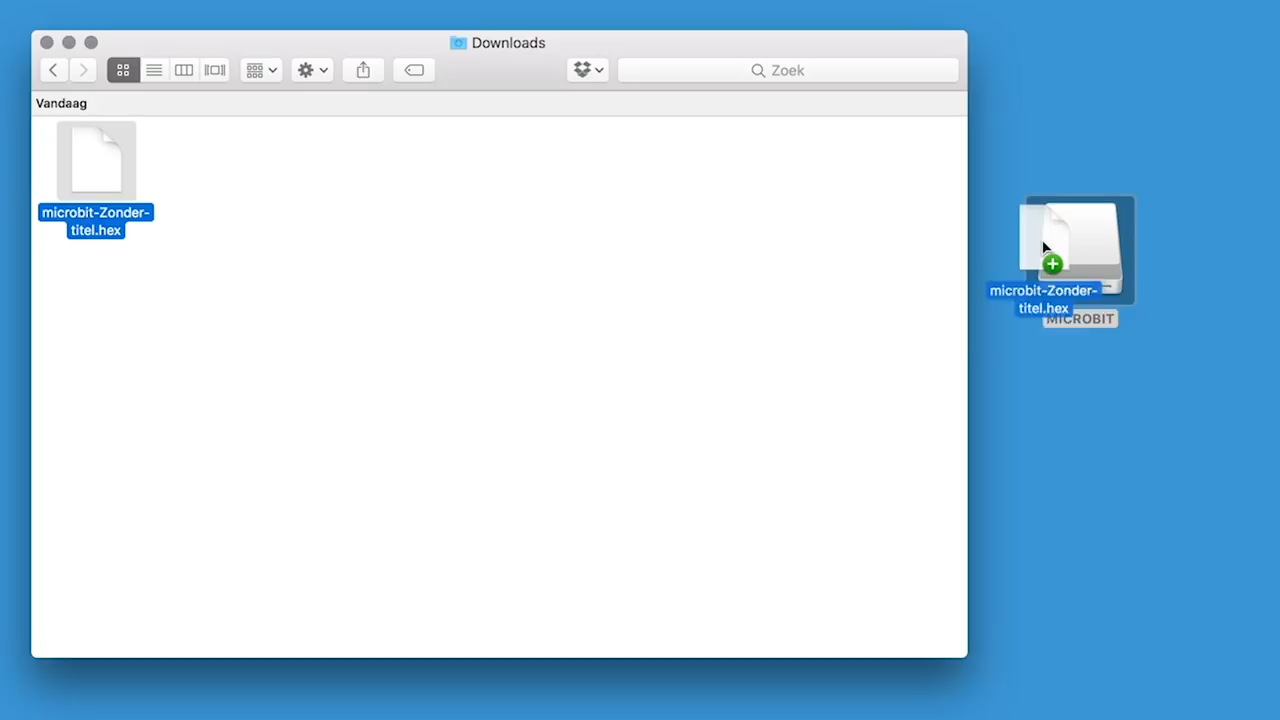 Downloads
Zoek
Vandaag
microbit-Zonder-
titel.hex
microbit-Zonder-
titel.hex
MICROBIT